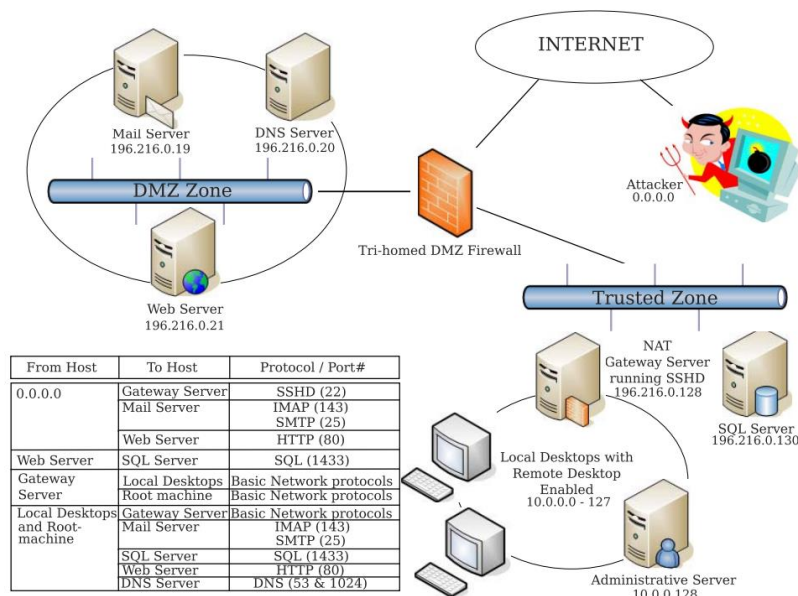 INTERNET
Mail Server
196.216.0.19
DNS Server
196.216.0.20
DMZ Zone
Web Server
196.216.0.21
Tri-homed DMZ Firewall
Attacker
0.0.0.0
Trusted Zone
NAT
Gateway Server
running SSHD
196.216.0.128
SQL Server
196.216.0.130
Local Desktops with
Remote Desktop
Enabled
10.0.0.0 - 127
Administrative Server
10.0.0.128
From Host To Host Protocol / Port#
0.0.0.0 Gateway Server SSHD (22)
Mail Server IMAP (143)
SMTP (25)
Web Server HTTP (80)
Web Server SQL Server SQL (1433)
Gateway Server Local Desktops Basic Network protocols
Root machine Basic Network protocols
Local Desktops and Root-machine Gateway Server Basic Network protocols
Mail Server IMAP (143)
SMTP (25)
SQL Server SQL (1433)
Web Server HTTP (80)
DNS Server DNS (53 & 1024)